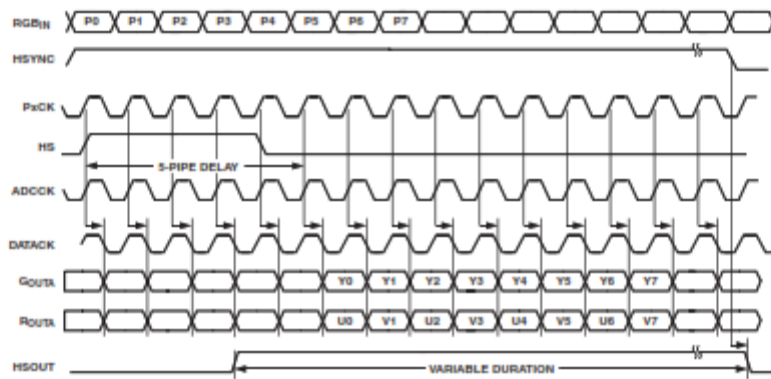 RGBIN P0 P1 P2 P3 P4 P5 P6 P7
HSYNC
PxCK
HS
5-PIPE DELAY
ADCCK
DATACK
GOUTA Y0 Y1 Y2 Y3 Y4 Y5 Y6 Y7
ROUTA U0 V1 U2 V3 U4 V5 U6 V7
HSOUT VARIABLE DURATION